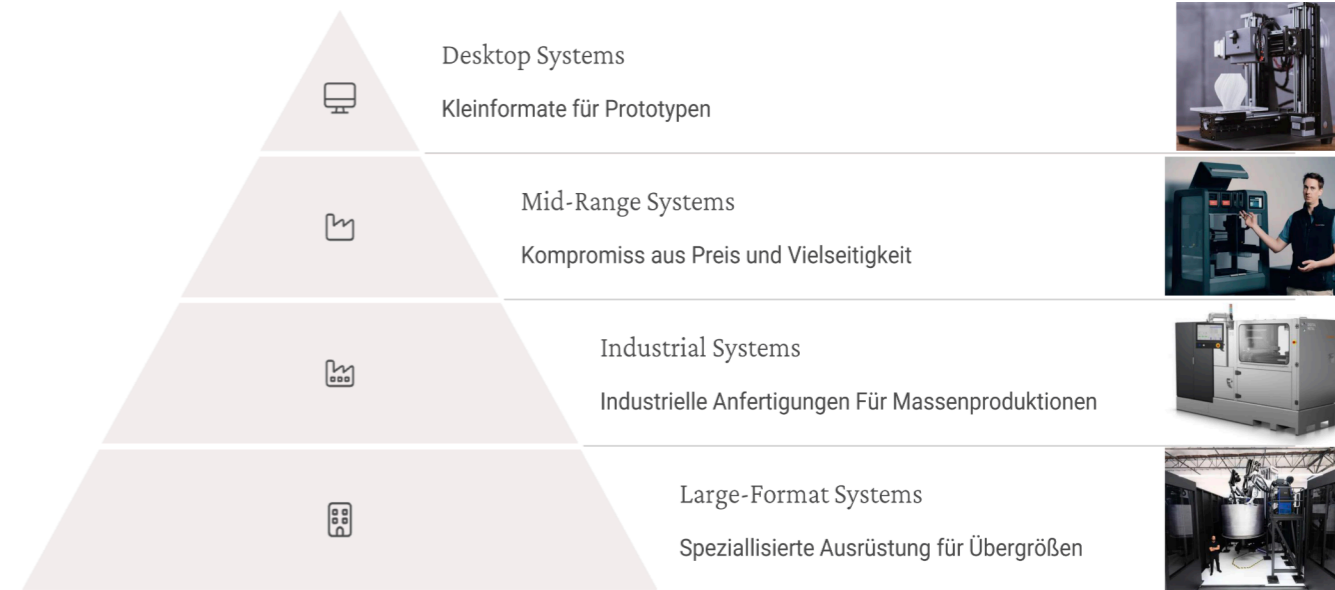 Desktop Systems
Kleinformate für Prototypen
Mid-Range Systems
Kompromiss aus Preis und Vielseitigkeit
Industrial Systems
Industrielle Anfertigungen Für Massenproduktionen
Large-Format Systems
Speziallisierte Ausrüstung für Übergrößen